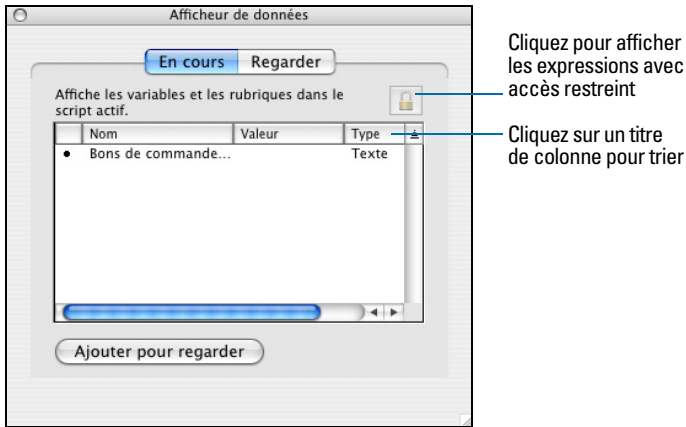 Afficheur de données
En cours Regarder
Affiche les variables et les rubriques dans le
script actif.
Nom Valeur Type
Bons de commande... Texte
Ajouter pour regarder
Cliquez pour afficher
les expressions avec
accès restreint
Cliquez sur un titre
de colonne pour trier